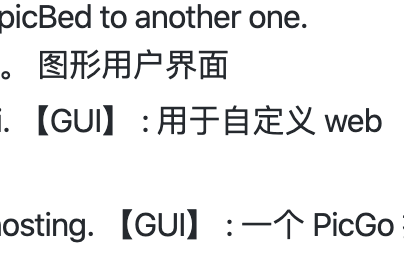 picBed to another one.
。 图形用户界面
i. 【GUI】 : 用于自定义 web
osting. 【GUI】 : 一个 PicGo